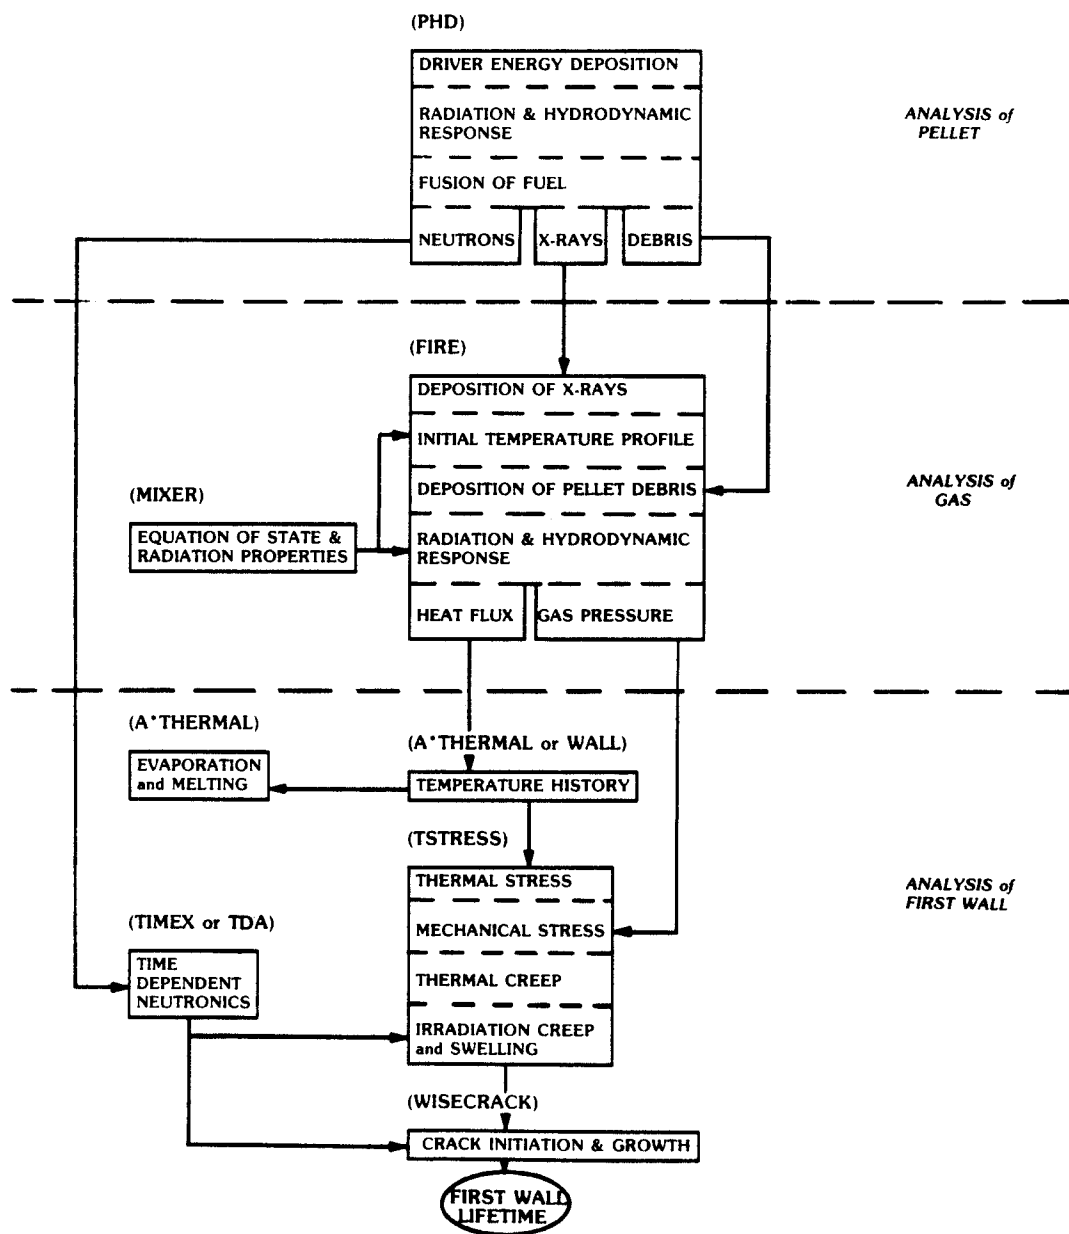 (PHD)
DRIVER ENERGY DEPOSITION
RADIATION & HYDRODYNAMIC
RESPONSE
FUSION OF FUEL
NEUTRONS
X-RAYS
DEBRIS
ANALYSIS of
PELLET
(FIRE)
DEPOSITION OF X-RAYS
INITIAL TEMPERATURE PROFILE
DEPOSITION OF PELLET DEBRIS
RADIATION & HYDRODYNAMIC
RESPONSE
HEAT FLUX
GAS PRESSURE
(MIXER)
EQUATION OF STATE &
RADIATION PROPERTIES
ANALYSIS of
GAS
(A*THERMAL)
EVAPORATION
and MELTING
(A*THERMAL or WALL)
TEMPERATURE HISTORY
(TSTRESS)
THERMAL STRESS
MECHANICAL STRESS
THERMAL CREEP
IRRADIATION CREEP
and SWELLING
ANALYSIS of
FIRST WALL
(TIMEX or TDA)
TIME
DEPENDENT
NEUTRONICS
(WISECRACK)
CRACK INITIATION & GROWTH
FIRST WALL
LIFETIME